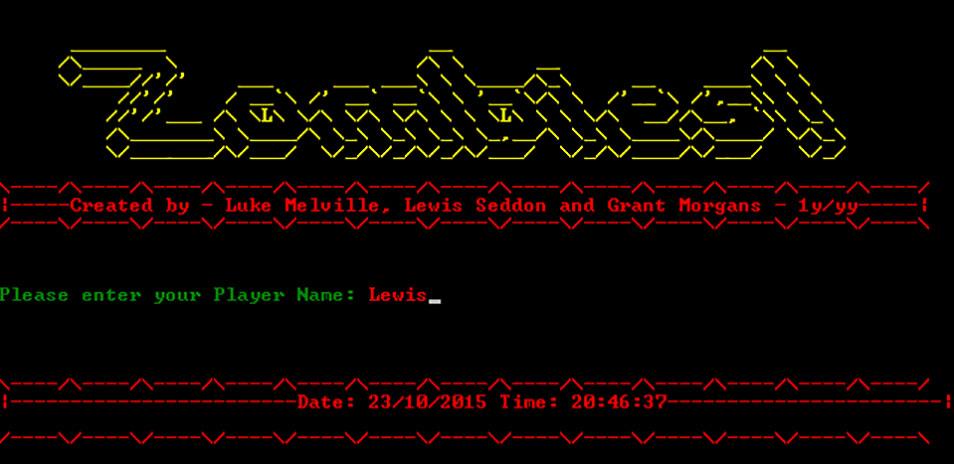 Zombies!
Created by - Luke Melville, Lewis Seddon and Grant Morgans - 1y/yy
Please enter your Player Name: Lewis
Date: 23/10/2015 Time: 20:46:37